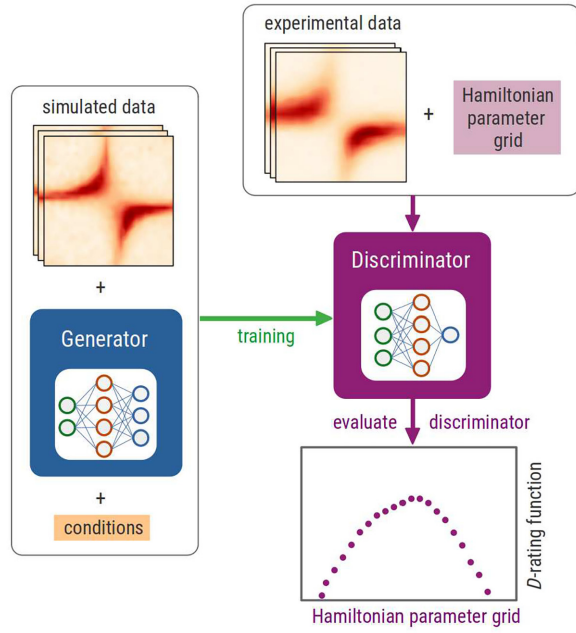 experimental data
+
Hamiltonian
parameter
grid
simulated data
+
Generator
+
conditions
training
Discriminator
evaluate discriminator
D-rating function
Hamiltonian parameter grid